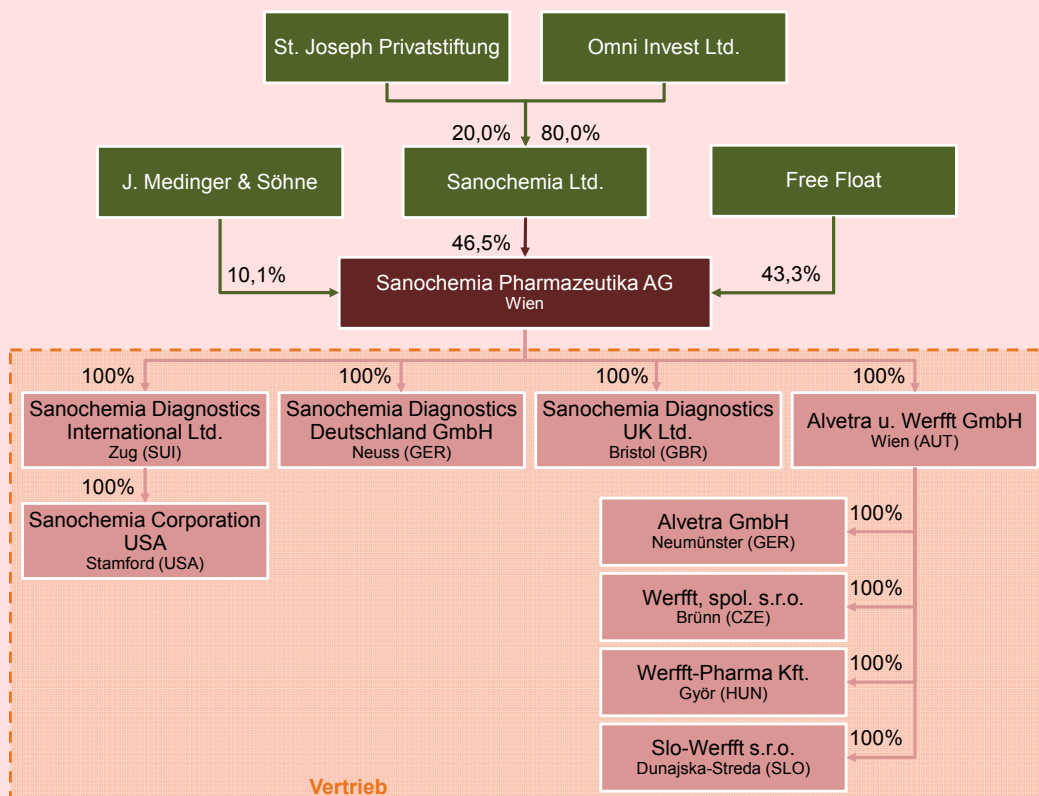 St. Joseph Privatstiftung
Omni Invest Ltd.
20,0%
80,0%
J. Medinger & Söhne
Sanochemia Ltd.
Free Float
10,1%
46,5%
43,3%
Sanochemia Pharmazeutika AG
Wien
100%
100%
100%
100%
Sanochemia Diagnostics
International Ltd.
Zug (SUI)
Sanochemia Diagnostics
Deutschland GmbH
Neuss (GER)
Sanochemia Diagnostics
UK Ltd.
Bristol (GBR)
Alvetra u. Werfft GmbH
Wien (AUT)
100%
Sanochemia Corporation
USA
Stamford (USA)
100%
Alvetra GmbH
Neumünster (GER)
100%
Werfft, spol. s.r.o.
Brünn (CZE)
100%
Werfft-Pharma Kft.
Györ (HUN)
100%
Slo-Werfft s.r.o.
Dunajska-Streda (SLO)
Vertrieb